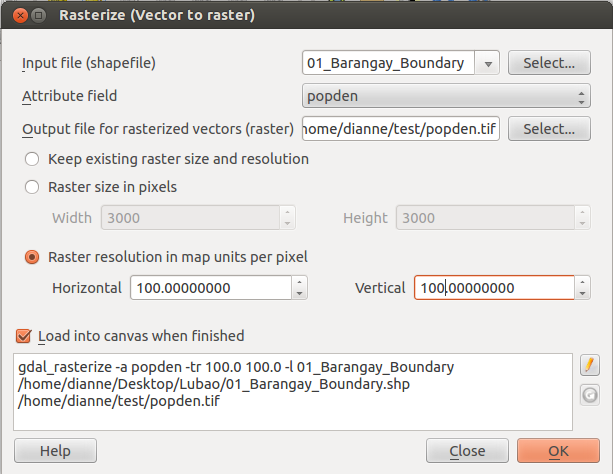 Rasterize (Vector to raster)
Input file (shapefile) 01_Barangay_Boundary Select...
Attribute field popden
Output file for rasterized vectors (raster) home/dianne/test/popden.tif Select...
Keep existing raster size and resolution
Raster size in pixels
Width 3000 Height 3000
Raster resolution in map units per pixel
Horizontal 100.00000000 Vertical 100.00000000
Load into canvas when finished
gdal_rasterize -a popden -tr 100.0 100.0 -l 01_Barangay_Boundary
/home/dianne/Desktop/Lubao/01_Barangay_Boundary.shp
/home/dianne/test/popden.tif
Help Close OK